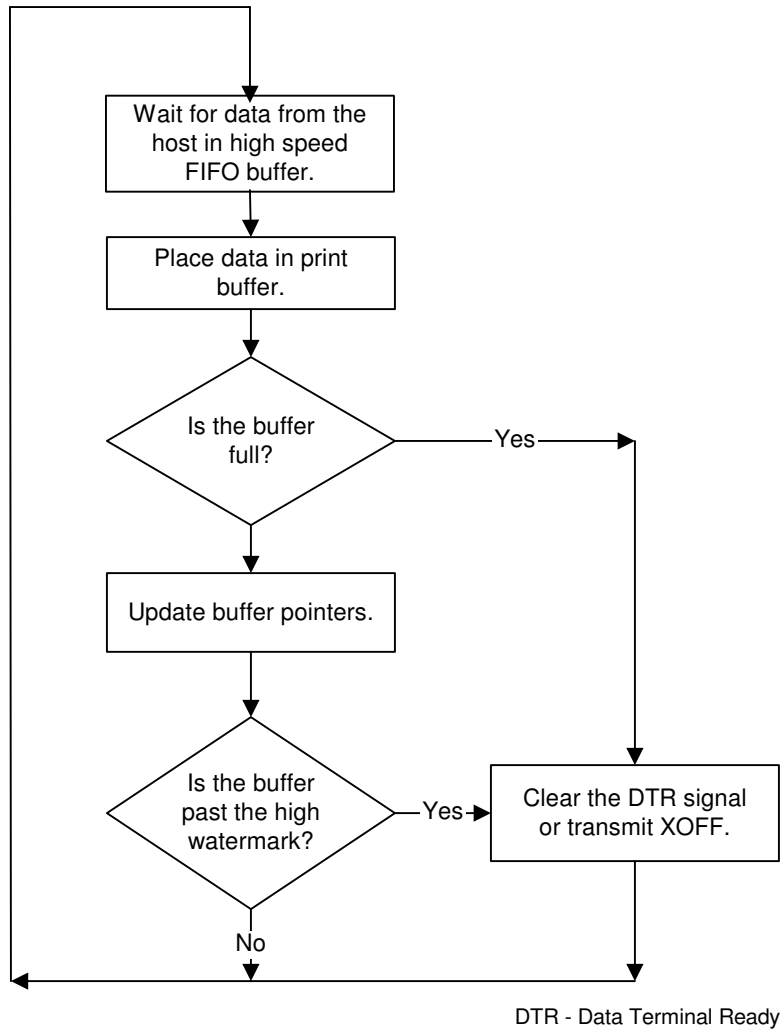 Wait for data from the
host in high speed
FIFO buffer.
Place data in print
buffer.
Is the buffer
full?
Yes
Update buffer pointers.
Is the buffer
past the high
watermark?
Yes
Clear the DTR signal
or transmit XOFF.
No
DTR - Data Terminal Ready